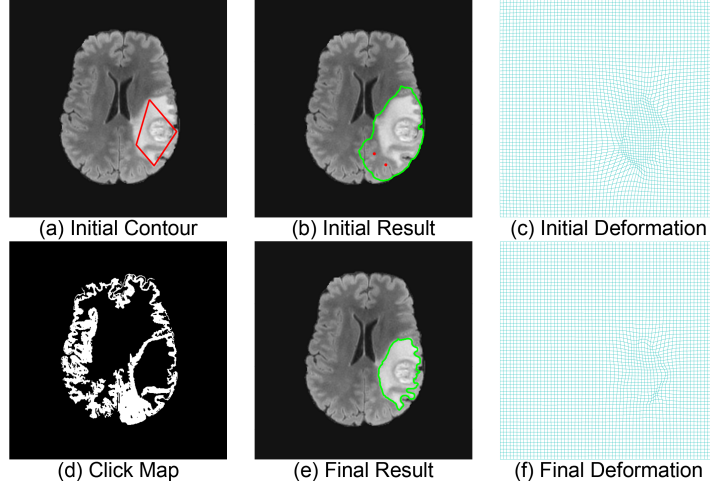 (a) Initial Contour
(b) Initial Result
(c) Initial Deformation
(d) Click Map
(e) Final Result
(f) Final Deformation